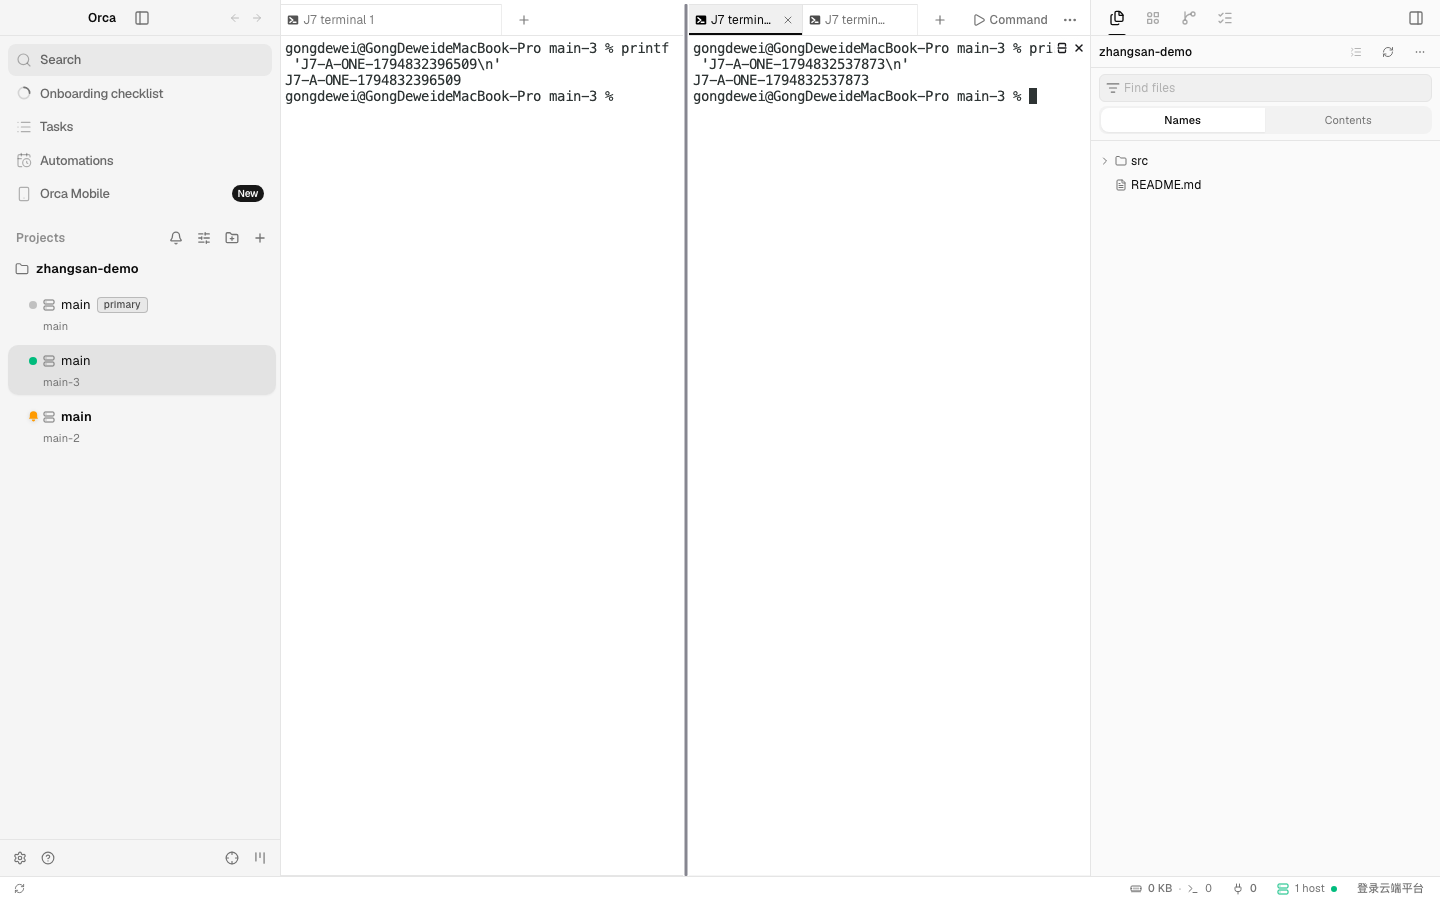 Orca
Search
Onboarding checklist
Tasks
Automations
Orca Mobile New
Projects
zhangsan-demo
main primary
main
main
main-3
main
main-2
J7 terminal 1
gongdewei@GongDeweideMacBook-Pro main-3 % printf
'J7-A-ONE-1794832396509\n'
J7-A-ONE-1794832396509
gongdewei@GongDeweideMacBook-Pro main-3 %
J7 termin... J7 termin... Command
gongdewei@GongDeweideMacBook-Pro main-3 % pri
'J7-A-ONE-1794832537873\n'
J7-A-ONE-1794832537873
gongdewei@GongDeweideMacBook-Pro main-3 %
zhangsan-demo
Find files
Names Contents
src
README.md
0 KB · 0 0 1 host 登录云端平台